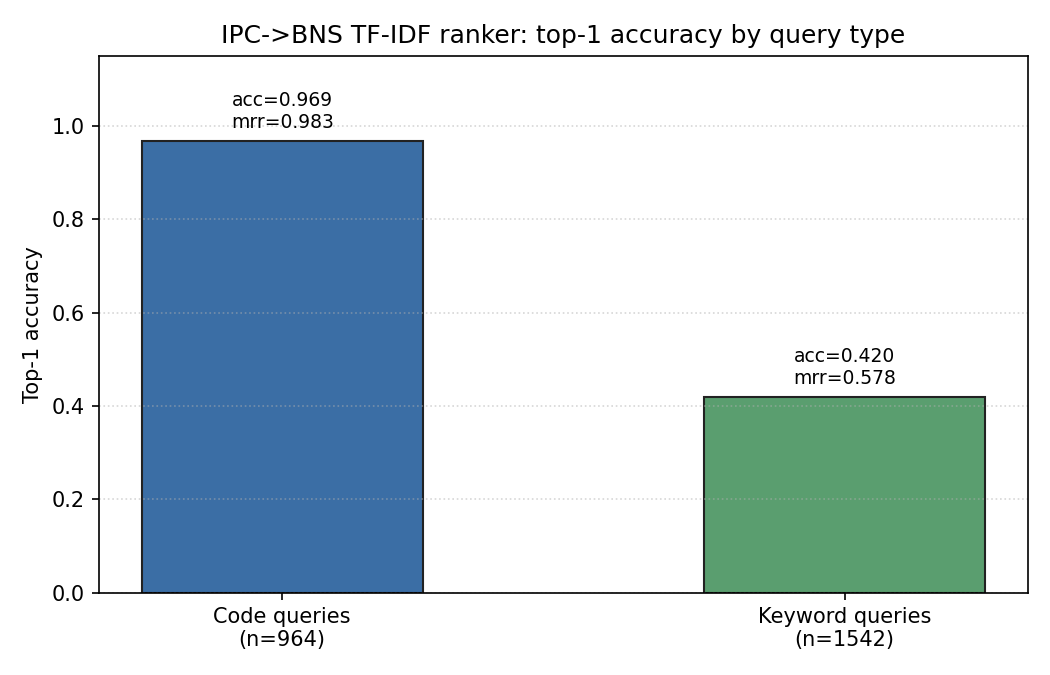 IPC->BNS TF-IDF ranker: top-1 accuracy by query type
acc=0.969
mrr=0.983
acc=0.420
mrr=0.578
Top-1 accuracy
1.0
0.8
0.6
0.4
0.2
0.0
Code queries
(n=964)
Keyword queries
(n=1542)